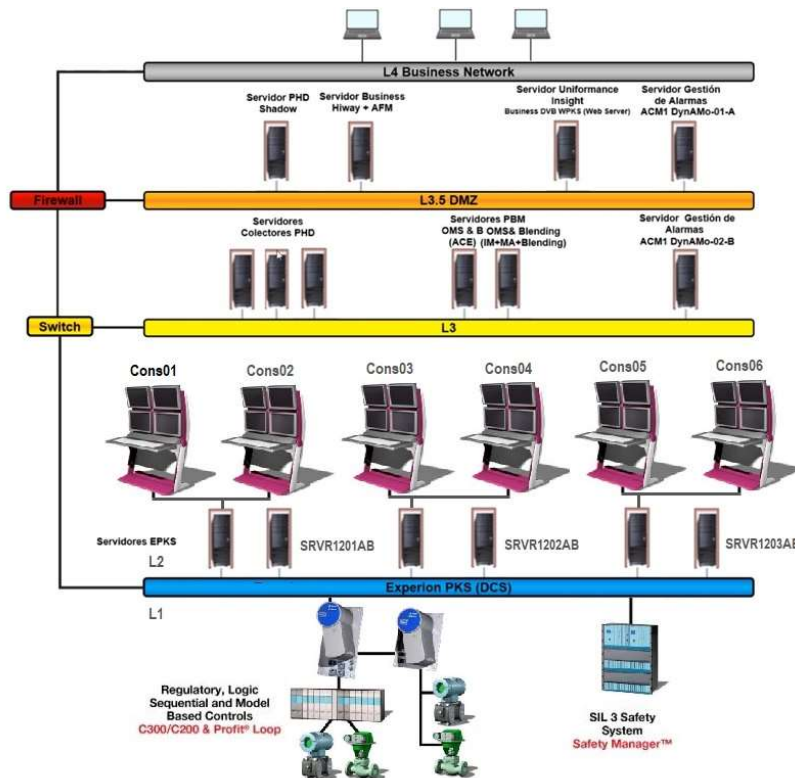 L4 Business Network
Servidor PHD
Shadow
Servidor Business
Hiway + AFM
Servidor Uniformance
Insight
Business DVB WPKS (Web Server)
Servidor Gestión
de Alarmas
ACM1 DynAMo-01-A
Firewall
L3.5 DMZ
Servidores
Colectores PHD
Servidores PBM
OMS & B OMS& Blending
(ACE) (IM+MA+Blending)
Servidor Gestión de
Alarmas
ACM1 DynAMo-02-B
Switch
L3
Cons01
Cons02
Cons03
Cons04
Cons05
Cons06
Servidores EPKS
SRVR1201AB
SRVR1202AB
SRVR1203AB
L2
Experion PKS (DCS)
L1
Regulatory, Logic
Sequential and Model
Based Controls
C300/C200 & Profit® Loop
SIL 3 Safety
System
Safety Manager™